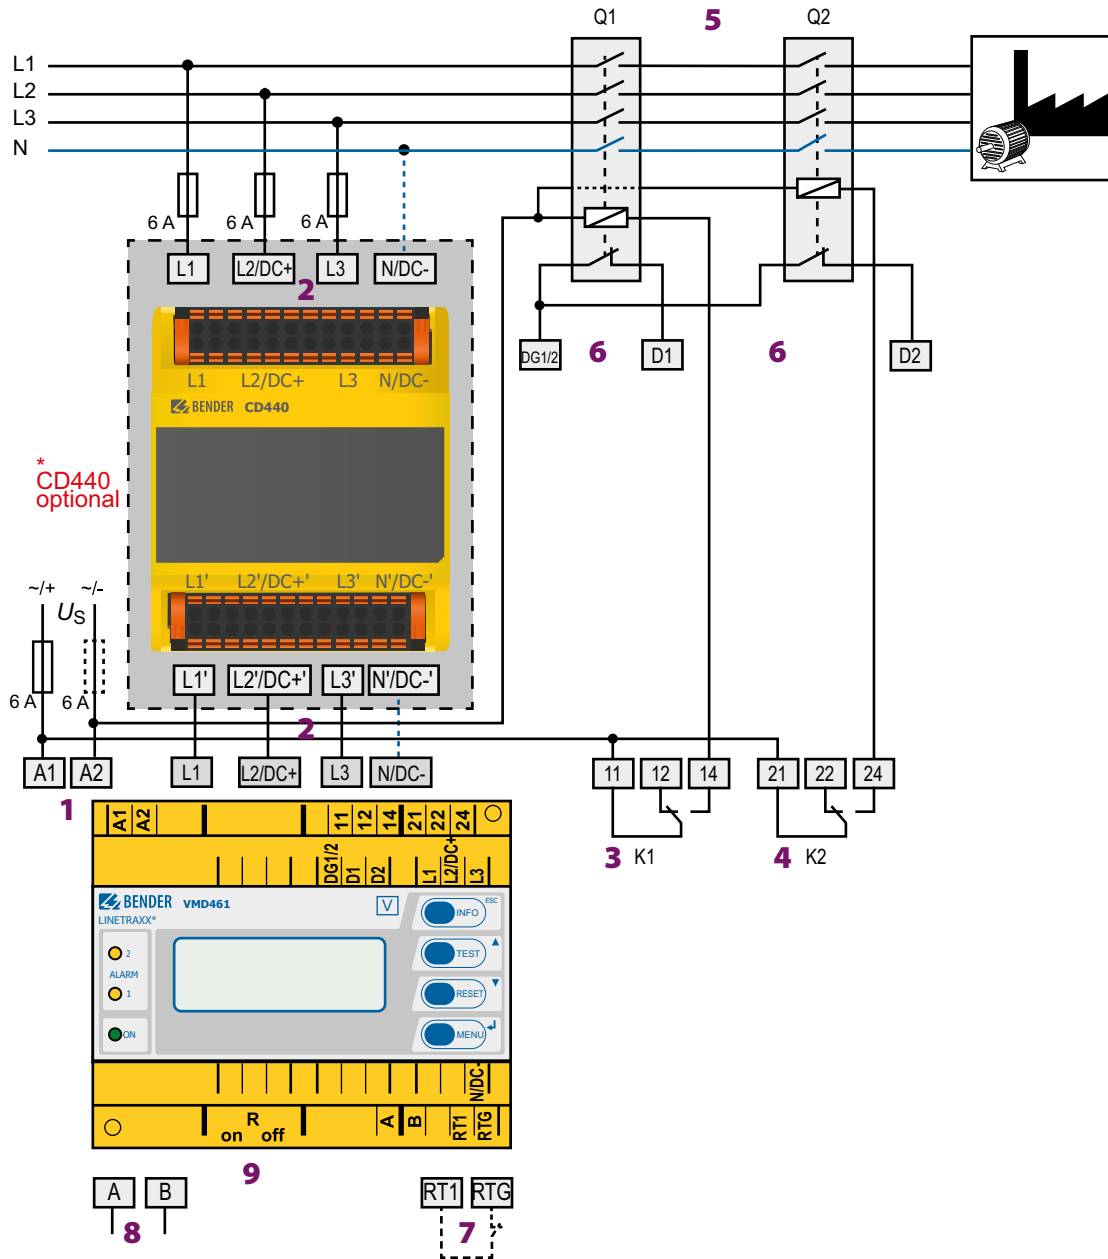 Q1 5 Q2
L1
L2
L3
N
6 A 6 A 6 A
L1 L2/DC+ L3 N/DC-
2
DG1/2 6 D1 6 D2
L1 L2/DC+ L3 N/DC-
BENDER CD440
*
CD440
optional
L1' L2'/DC+' L3' N'/DC-'
~/+ ~/-
US
6 A 6 A
L1' L2'/DC+' L3' N'/DC-'
2
A1 A2 L1 L2/DC+ L3 N/DC- 11 12 14 21 22 24
1
3 K1 4 K2
A1 A2 11 12 14 21 22 24
DG1/2 D1 D2 L1 L2/DC+ L3
BENDER VMD461 V INFO ESC
LINETRAXX®
2 TEST
ALARM
1 RESET
ON MENU
N/DC-
R
on off A B RT1 RTG
9
A B RT1 RTG
8 7